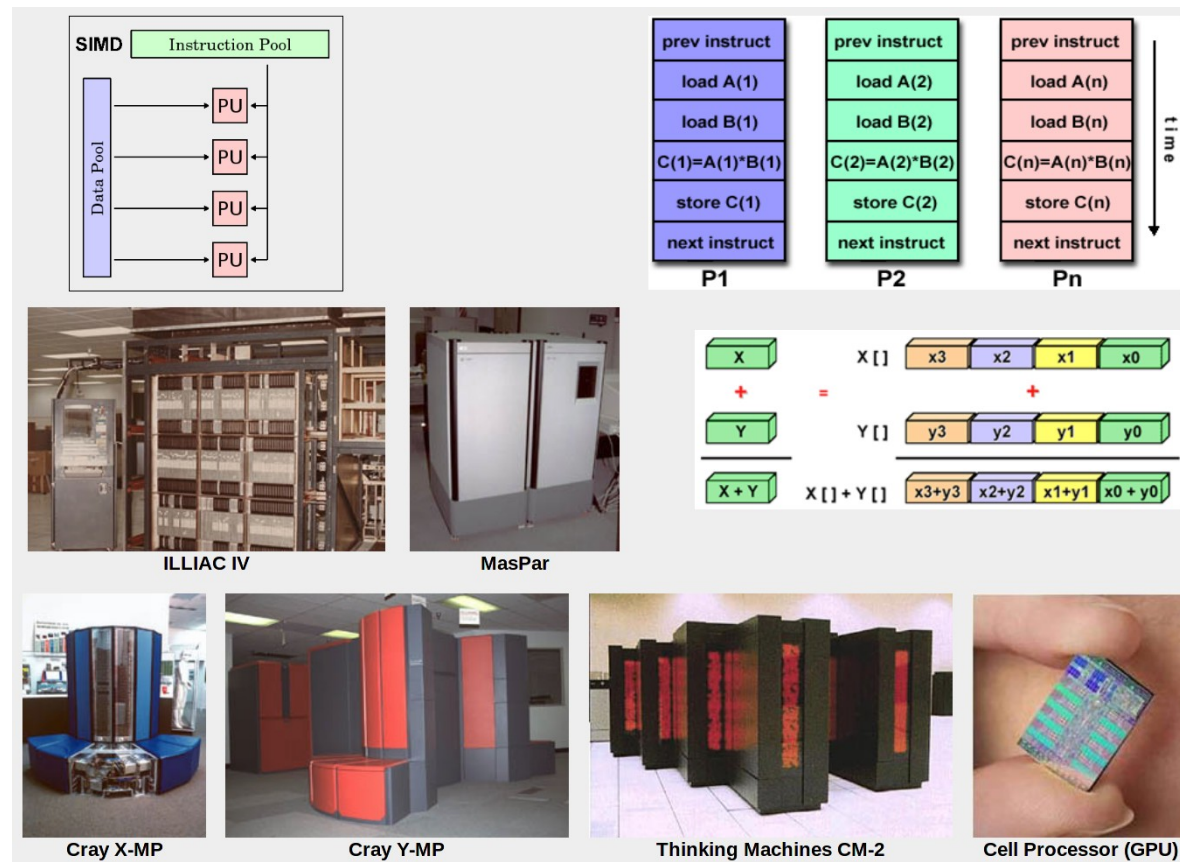 SIMD
Instruction Pool
Data Pool
PU
PU
PU
PU
prev instruct
load A(1)
load B(1)
C(1)=A(1)*B(1)
store C(1)
next instruct
P1
prev instruct
load A(2)
load B(2)
C(2)=A(2)*B(2)
store C(2)
next instruct
P2
prev instruct
load A(n)
load B(n)
C(n)=A(n)*B(n)
store C(n)
next instruct
Pn
time
X
+
Y
X + Y
=
X [ ]
x3 x2 x1 x0
+
Y [ ]
y3 y2 y1 y0
X [ ] + Y [ ]
x3+y3 x2+y2 x1+y1 x0 + y0
ILLIAC IV
MasPar
Cray X-MP
Cray Y-MP
Thinking Machines CM-2
Cell Processor (GPU)